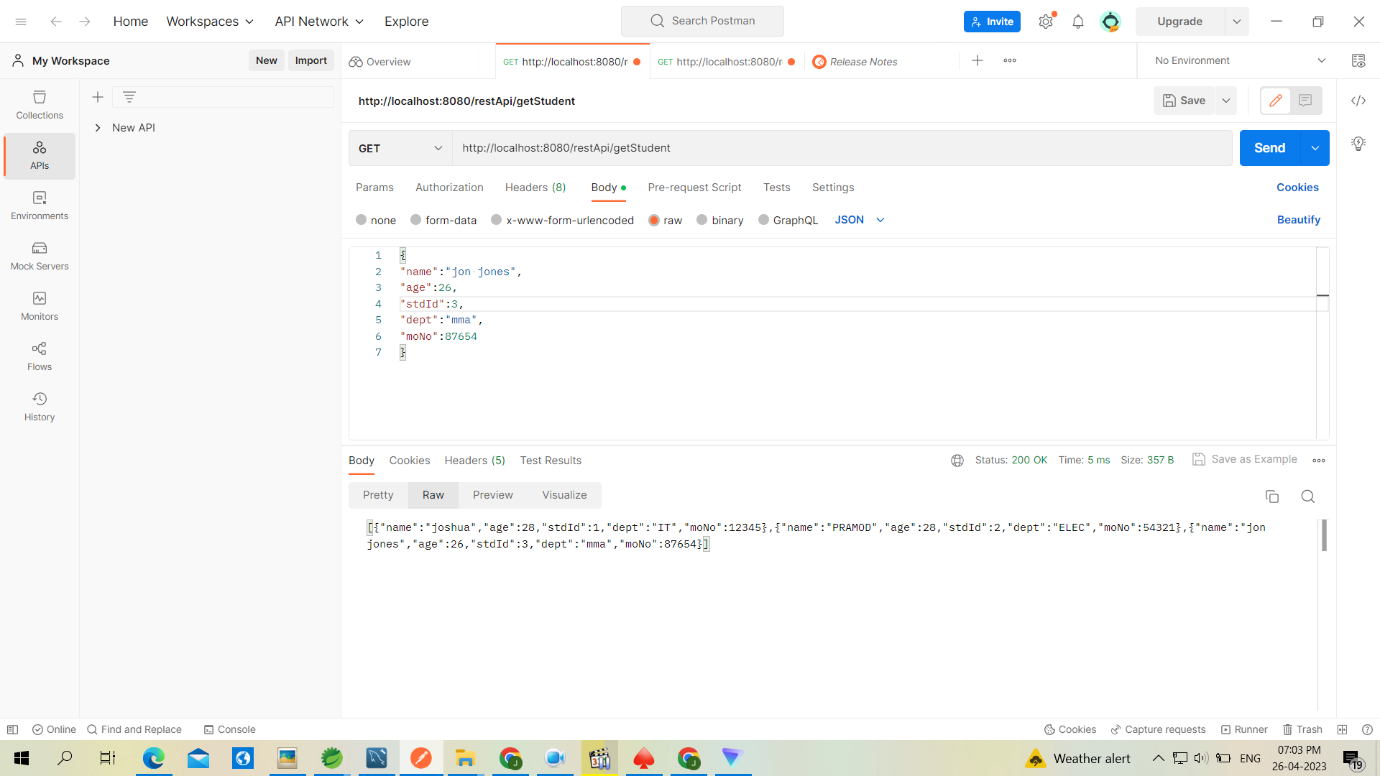 Home Workspaces API Network Explore Search Postman Invite Upgrade
My Workspace New Import Overview GET http://localhost:8080/r GET http://localhost:8080/r Release Notes No Environment
Collections
APIs
Environments
Mock Servers
Monitors
Flows
History
New API
http://localhost:8080/restApi/getStudent Save
GET http://localhost:8080/restApi/getStudent Send
Params Authorization Headers (8) Body Pre-request Script Tests Settings Cookies
none form-data x-www-form-urlencoded raw binary GraphQL JSON Beautify
1 {
2 "name":"jon jones",
3 "age":26,
4 "stdId":3,
5 "dept":"mma",
6 "moNo":87654
7 }
Body Cookies Headers (5) Test Results Status: 200 OK Time: 5 ms Size: 357 B Save as Example
Pretty Raw Preview Visualize
[{"name":"joshua","age":28,"stdId":1,"dept":"IT","moNo":12345},{"name":"PRAMOD","age":28,"stdId":2,"dept":"ELEC","moNo":54321},{"name":"jon
jones","age":26,"stdId":3,"dept":"mma","moNo":87654}]
Online Find and Replace Console Cookies Capture requests Runner Trash
Weather alert ENG 07:03 PM
26-04-2023 19